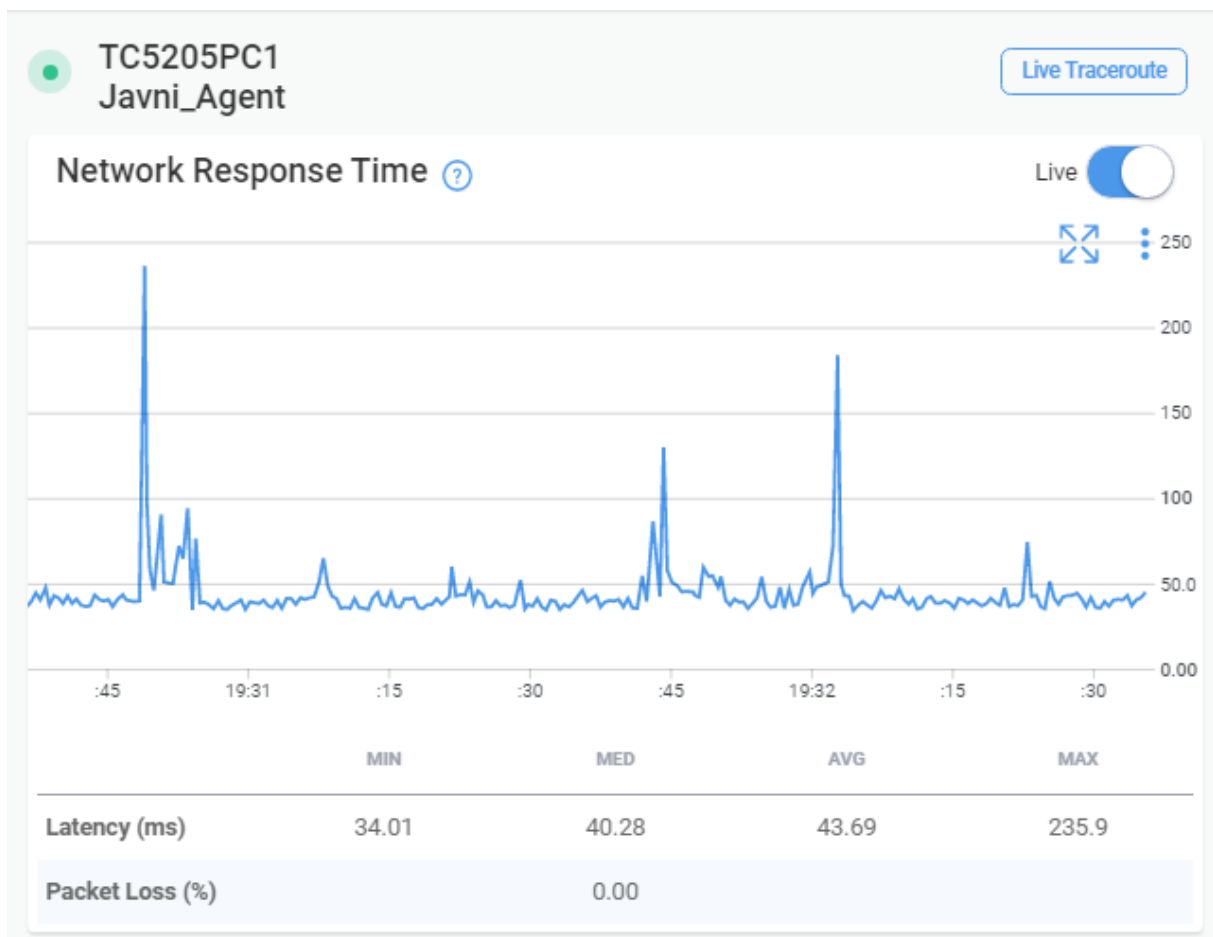 TC5205PC1
Javni_Agent
Live Traceroute
Network Response Time ?
Live
250
200
150
100
50.0
0.00
:45 19:31 :15 :30 :45 19:32 :15 :30
MIN MED AVG MAX
Latency (ms) 34.01 40.28 43.69 235.9
Packet Loss (%) 0.00